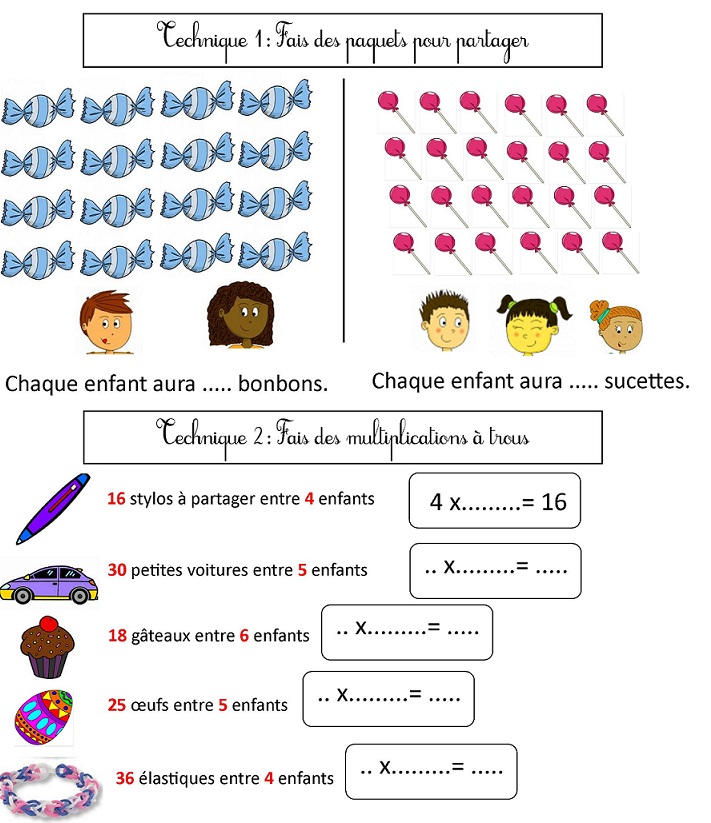 Technique 1: Fais des paquets pour partager
Chaque enfant aura ..... bonbons.
Chaque enfant aura ..... sucettes.
Technique 2: Fais des multiplications à trous
16 stylos à partager entre 4 enfants
4 x.........= 16
30 petites voitures entre 5 enfants
.. x.........= .....
18 gâteaux entre 6 enfants
.. x.........= .....
25 œufs entre 5 enfants
.. x.........= .....
36 élastiques entre 4 enfants
.. x.........= .....